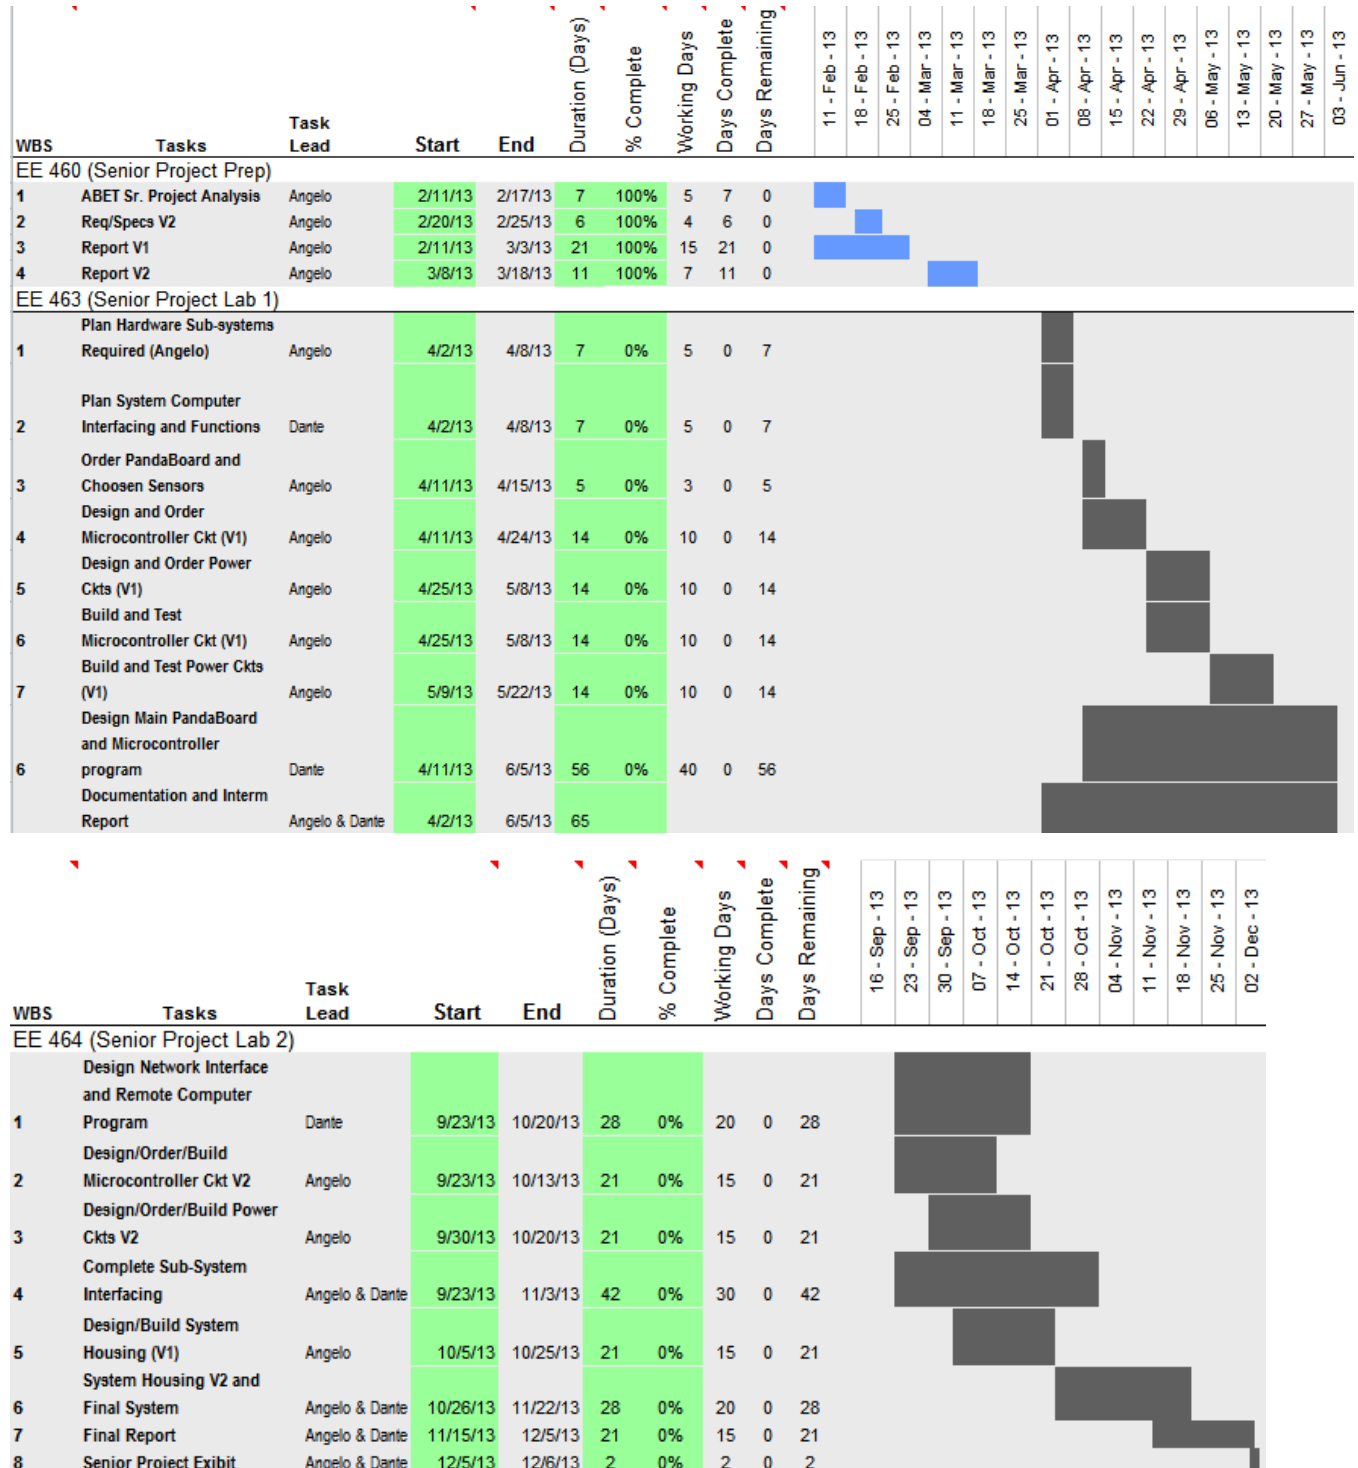 Duration (Days)
% Complete
Working Days
Days Complete
Days Remaining
11 - Feb - 13
18 - Feb - 13
25 - Feb - 13
04 - Mar - 13
11 - Mar - 13
18 - Mar - 13
25 - Mar - 13
01 - Apr - 13
08 - Apr - 13
15 - Apr - 13
22 - Apr - 13
29 - Apr - 13
06 - May - 13
13 - May - 13
20 - May - 13
27 - May - 13
03 - Jun - 13
Task
WBS Tasks Lead Start End
EE 460 (Senior Project Prep)
1 ABET Sr. Project Analysis Angelo 2/11/13 2/17/13 7 100% 5 7 0
2 Req/Specs V2 Angelo 2/20/13 2/25/13 6 100% 4 6 0
3 Report V1 Angelo 2/11/13 3/3/13 21 100% 15 21 0
4 Report V2 Angelo 3/8/13 3/18/13 11 100% 7 11 0
EE 463 (Senior Project Lab 1)
Plan Hardware Sub-systems
1 Required (Angelo) Angelo 4/2/13 4/8/13 7 0% 5 0 7
Plan System Computer
2 Interfacing and Functions Dante 4/2/13 4/8/13 7 0% 5 0 7
Order PandaBoard and
3 Choosen Sensors Angelo 4/11/13 4/15/13 5 0% 3 0 5
Design and Order
4 Microcontroller Ckt (V1) Angelo 4/11/13 4/24/13 14 0% 10 0 14
Design and Order Power
5 Ckts (V1) Angelo 4/25/13 5/8/13 14 0% 10 0 14
Build and Test
6 Microcontroller Ckt (V1) Angelo 4/25/13 5/8/13 14 0% 10 0 14
Build and Test Power Ckts
7 (V1) Angelo 5/9/13 5/22/13 14 0% 10 0 14
Design Main PandaBoard
and Microcontroller
6 program Dante 4/11/13 6/5/13 56 0% 40 0 56
Documentation and Interm
Report Angelo & Dante 4/2/13 6/5/13 65
Duration (Days)
% Complete
Working Days
Days Complete
Days Remaining
16 - Sep - 13
23 - Sep - 13
30 - Sep - 13
07 - Oct - 13
14 - Oct - 13
21 - Oct - 13
28 - Oct - 13
04 - Nov - 13
11 - Nov - 13
18 - Nov - 13
25 - Nov - 13
02 - Dec - 13
Task
WBS Tasks Lead Start End
EE 464 (Senior Project Lab 2)
Design Network Interface
and Remote Computer
1 Program Dante 9/23/13 10/20/13 28 0% 20 0 28
Design/Order/Build
2 Microcontroller Ckt V2 Angelo 9/23/13 10/13/13 21 0% 15 0 21
Design/Order/Build Power
3 Ckts V2 Angelo 9/30/13 10/20/13 21 0% 15 0 21
Complete Sub-System
4 Interfacing Angelo & Dante 9/23/13 11/3/13 42 0% 30 0 42
Design/Build System
5 Housing (V1) Angelo 10/5/13 10/25/13 21 0% 15 0 21
System Housing V2 and
6 Final System Angelo & Dante 10/26/13 11/22/13 28 0% 20 0 28
7 Final Report Angelo & Dante 11/15/13 12/5/13 21 0% 15 0 21
8 Senior Project Exibit Angelo & Dante 12/5/13 12/6/13 2 0% 2 0 2